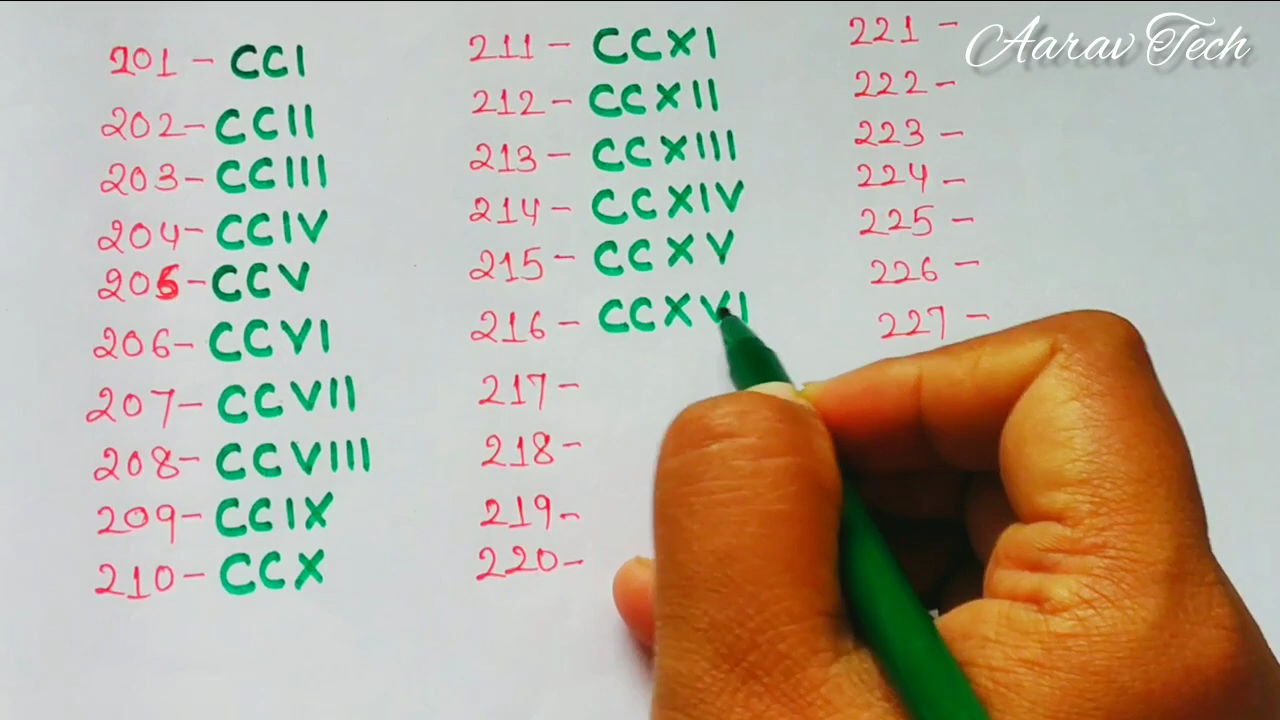 201 - CCI
202 - CCII
203 - CCIII
204 - CCIV
205 - CCV
206 - CCVI
207 - CCVII
208 - CCVIII
209 - CCIX
210 - CCX
211 - CCXI
212 - CCXII
213 - CCXIII
214 - CCXIV
215 - CCXV
216 - CCXVI
217 -
218 -
219 -
220 -
221 -
222 -
223 -
224 -
225 -
226 -
227 -
Aarav Tech